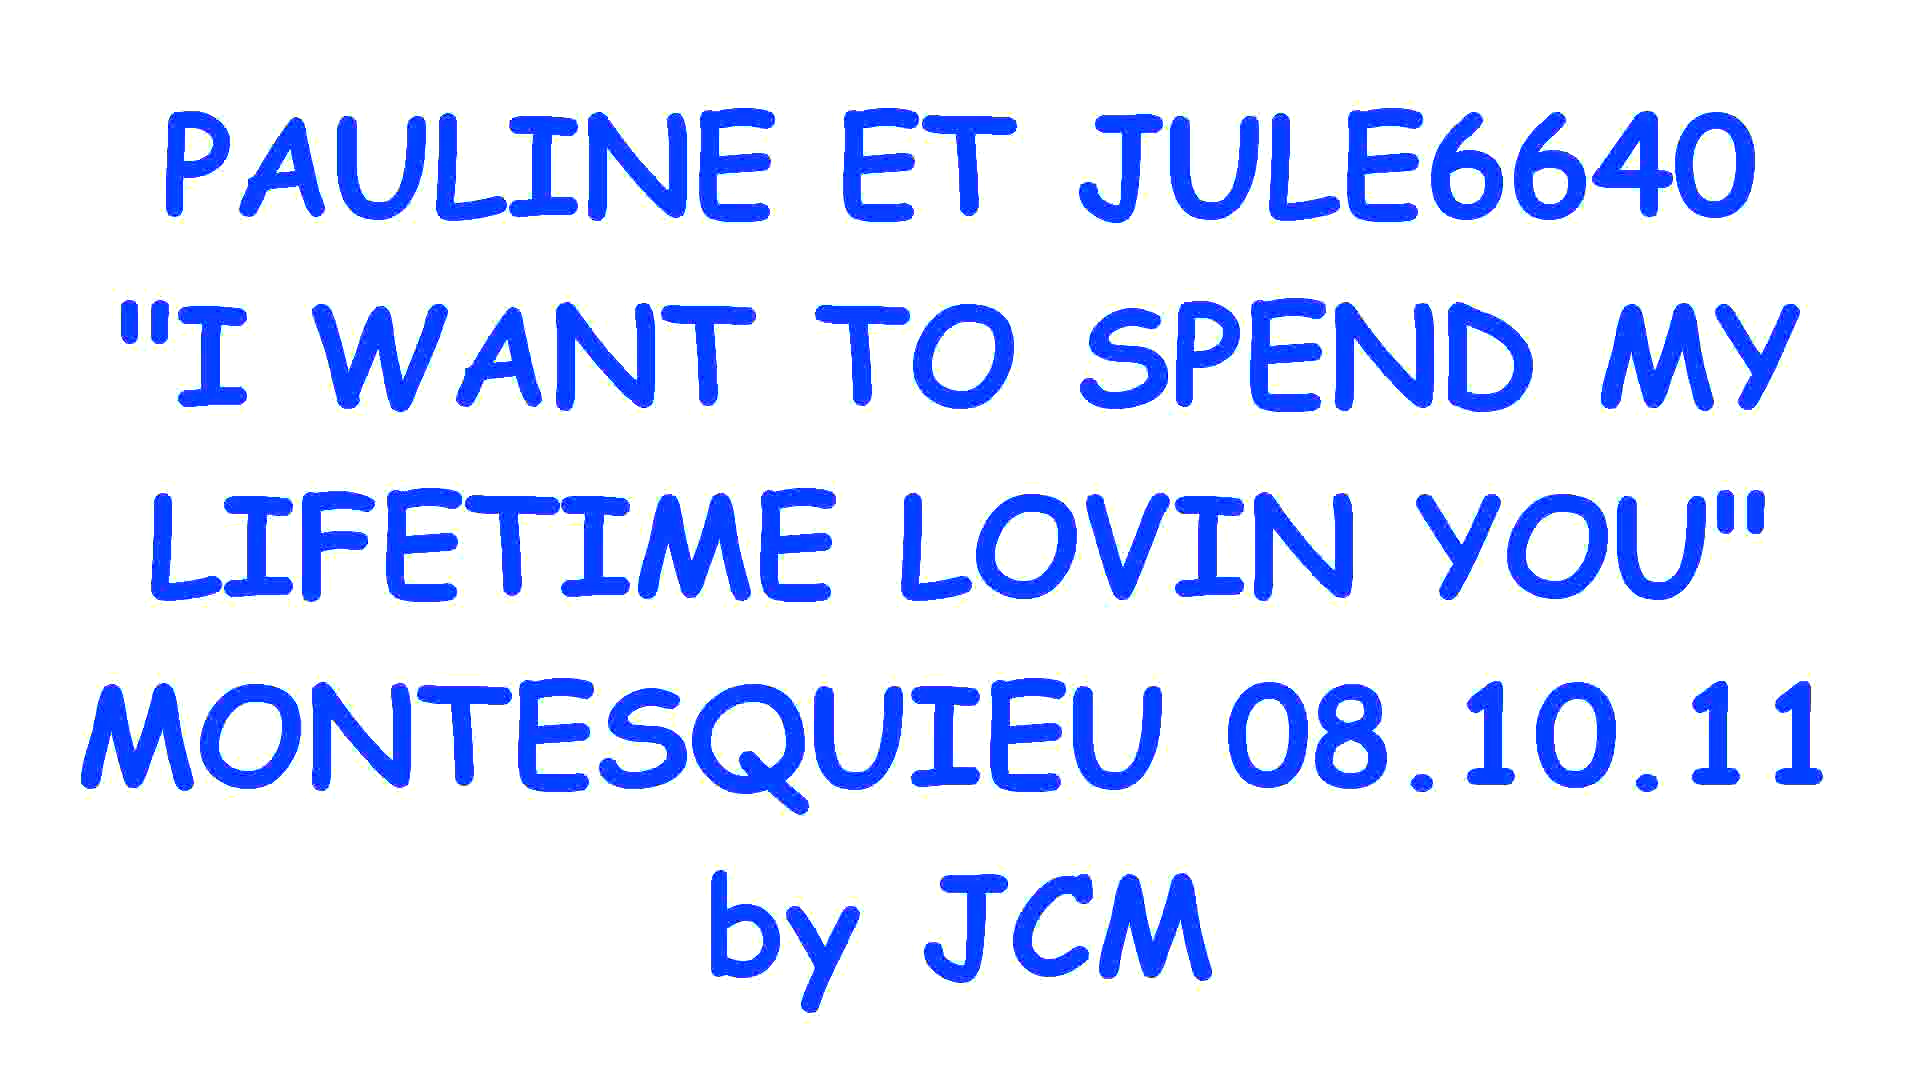 PAULINE ET JULE6640
"I WANT TO SPEND MY
LIFETIME LOVIN YOU"
MONTESQUIEU 08.10.11
by JCM